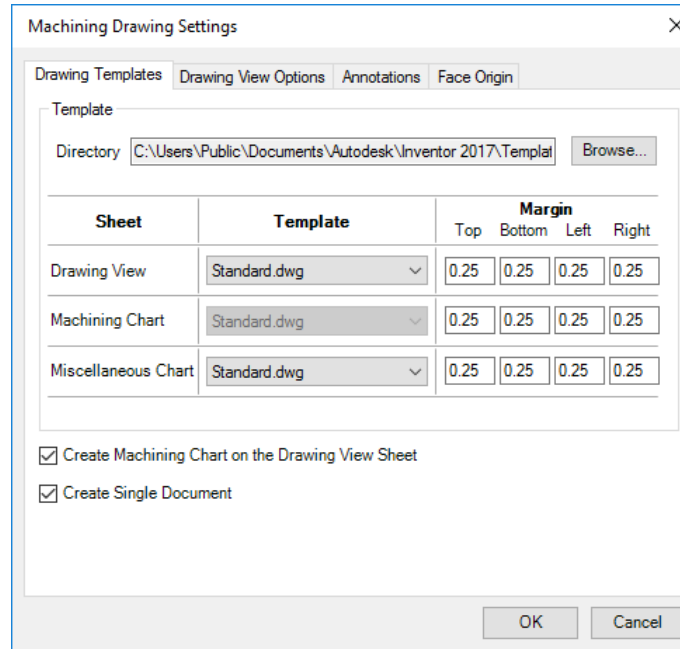 Machining Drawing Settings
Drawing Templates Drawing View Options Annotations Face Origin
Template
Directory C:\Users\Public\Documents\Autodesk\Inventor 2017\Templat Browse...
Margin
Sheet Template Top Bottom Left Right
Drawing View Standard.dwg 0.25 0.25 0.25 0.25
Machining Chart Standard.dwg 0.25 0.25 0.25 0.25
Miscellaneous Chart Standard.dwg 0.25 0.25 0.25 0.25
Create Machining Chart on the Drawing View Sheet
Create Single Document
OK Cancel